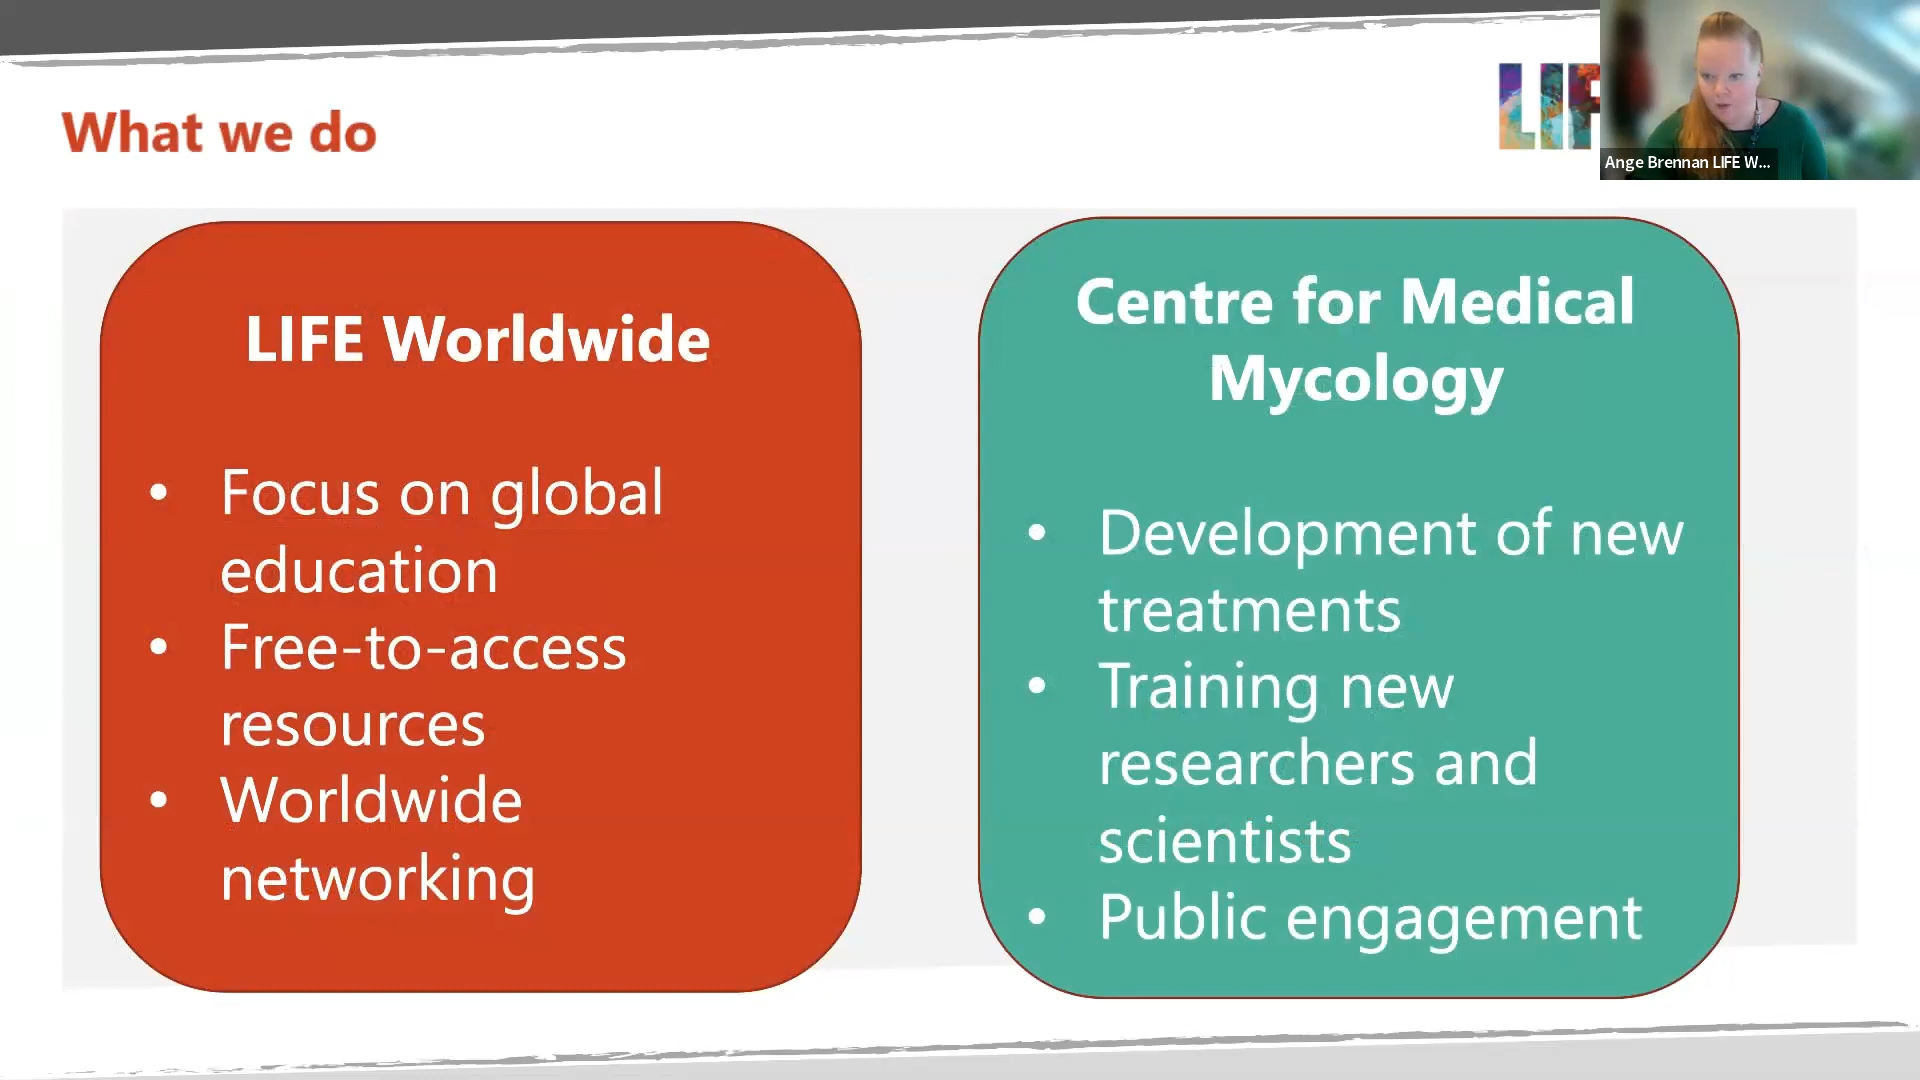 What we do
LIF
Ange Brennan LIFE W...
LIFE Worldwide
• Focus on global
education
• Free-to-access
resources
• Worldwide
networking
Centre for Medical
Mycology
• Development of new
treatments
• Training new
researchers and
scientists
• Public engagement